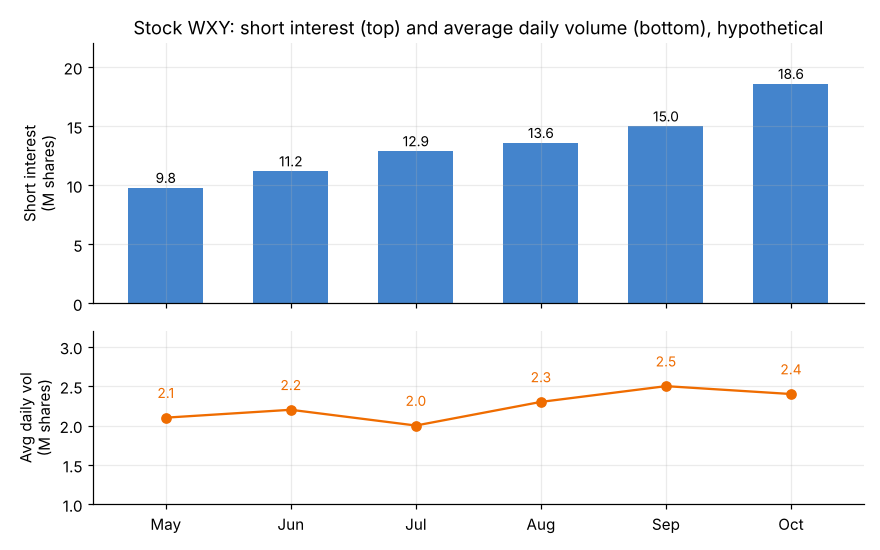 Stock WXY: short interest (top) and average daily volume (bottom), hypothetical
Short interest
(M shares)
20
15
10
5
0
9.8
11.2
12.9
13.6
15.0
18.6
Avg daily vol
(M shares)
3.0
2.5
2.0
1.5
1.0
2.1
2.2
2.0
2.3
2.5
2.4
May
Jun
Jul
Aug
Sep
Oct